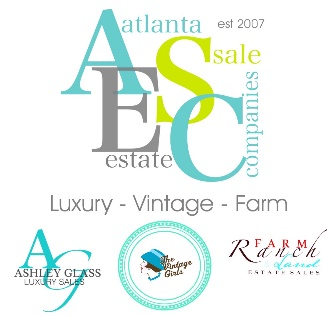 Atlanta est 2007
Sale
Estate
Companies
Luxury - Vintage - Farm
AG
ASHLEY GLASS
LUXURY SALES
The
Vintage
Girls
FARM
Ranch
Land
ESTATE SALES